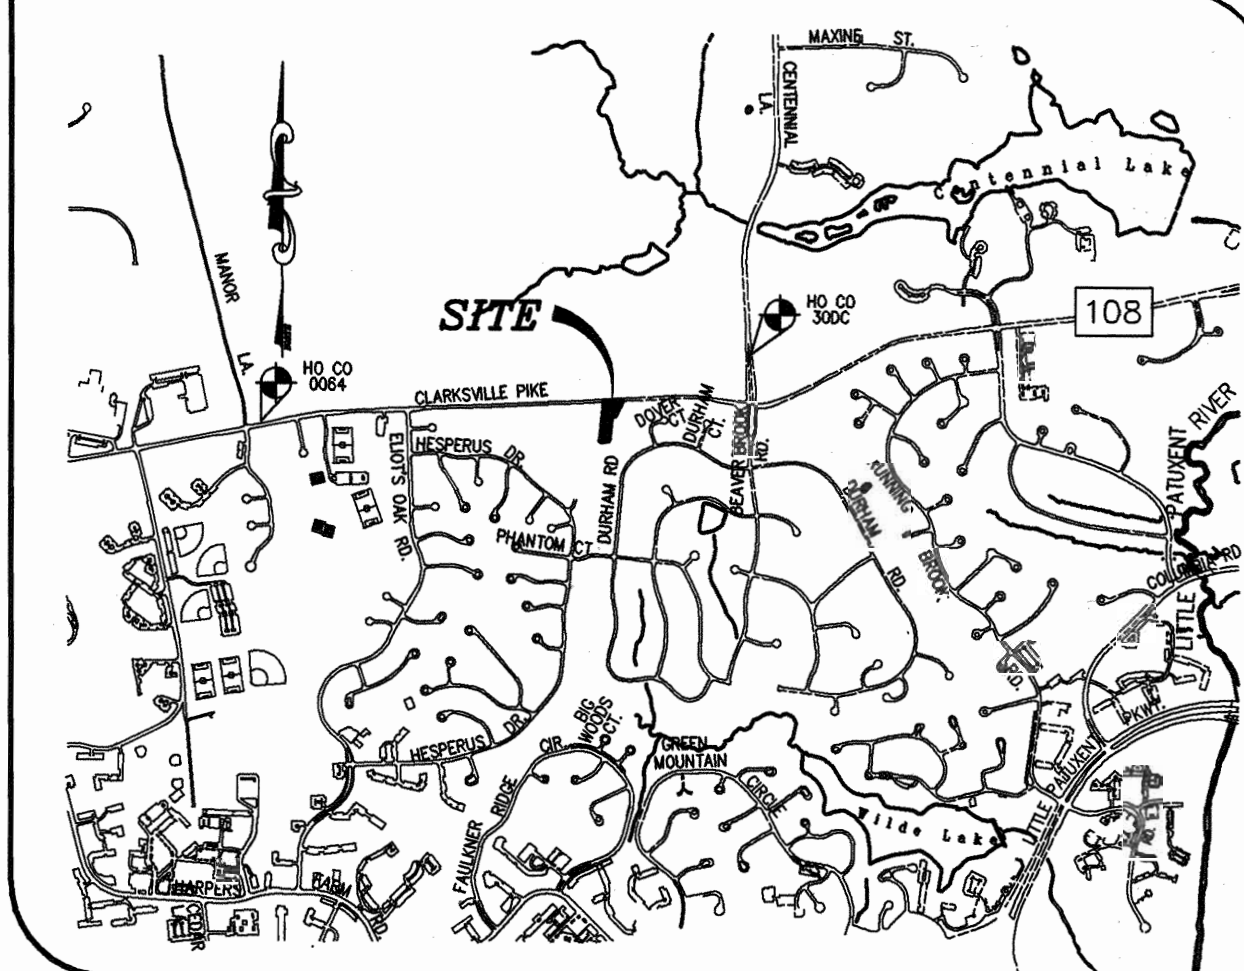 MAXINE ST.
CENTENNIAL
LA.
Centennial Lake
MANOR
LA.
SITE
HO CO
30DC
108
HO CO
0064
CLARKSVILLE PIKE
DOVER
CT
DURHAM
CT.
HESPERUS DR.
ELIOT'S OAK
RD.
DURHAM RD
BEAVER BROOK
RD.
PHANTOM CT
RUNNING
BROOK
RD.
DURHAM
RD.
PATUXENT
RIVER
COLUMBIA RD
LITTLE
BIG
WOODS
CT.
HESPERUS DR.
CIR.
GREEN
MOUNTAIN
CIRCLE
FAULKNER
RIDGE
Wilde Lake
LITTLE PATUXENT
PKWY.
HARPERS
FARM
RD.
CEDAR